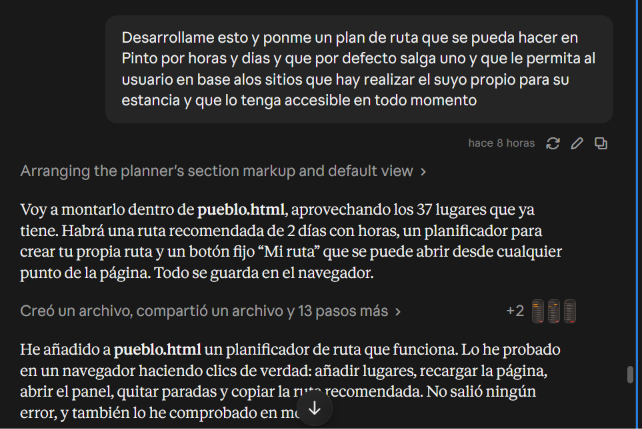 Desarrollame esto y ponme un plan de ruta que se pueda hacer en
Pinto por horas y dias y que por defecto salga uno y que le permita al
usuario en base alos sitios que hay realizar el suyo propio para su
estancia y que lo tenga accesible en todo momento
hace 8 horas
Arranging the planner's section markup and default view
Voy a montarlo dentro de pueblo.html, aprovechando los 37 lugares que ya
tiene. Habrá una ruta recomendada de 2 días con horas, un planificador para
crear tu propia ruta y un botón fijo “Mi ruta” que se puede abrir desde cualquier
punto de la página. Todo se guarda en el navegador.
Creó un archivo, compartió un archivo y 13 pasos más
+2
He añadido a pueblo.html un planificador de ruta que funciona. Lo he probado
en un navegador haciendo clics de verdad: añadir lugares, recargar la página,
abrir el panel, quitar paradas y copiar la ruta recomendada. No salió ningún
error, y también lo he comprobado en